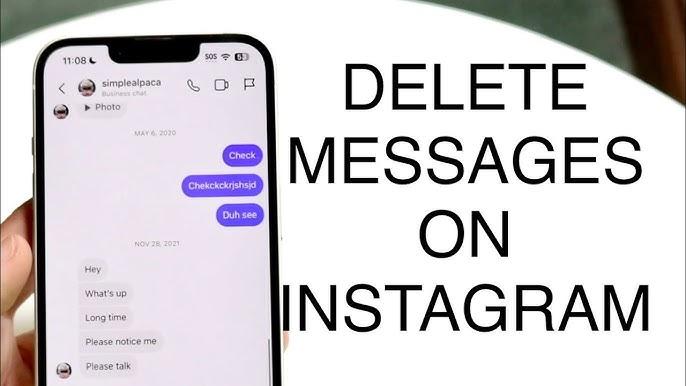 11:08
SOS 5
simplealpaca
Business chat
Photo
MAY 6, 2020
Check
Chekckckrjshsjd
Duh see
NOV 28, 2021
Hey
What's up
Long time
Please notice me
Please talk
DELETE
MESSAGES
ON
INSTAGRAM